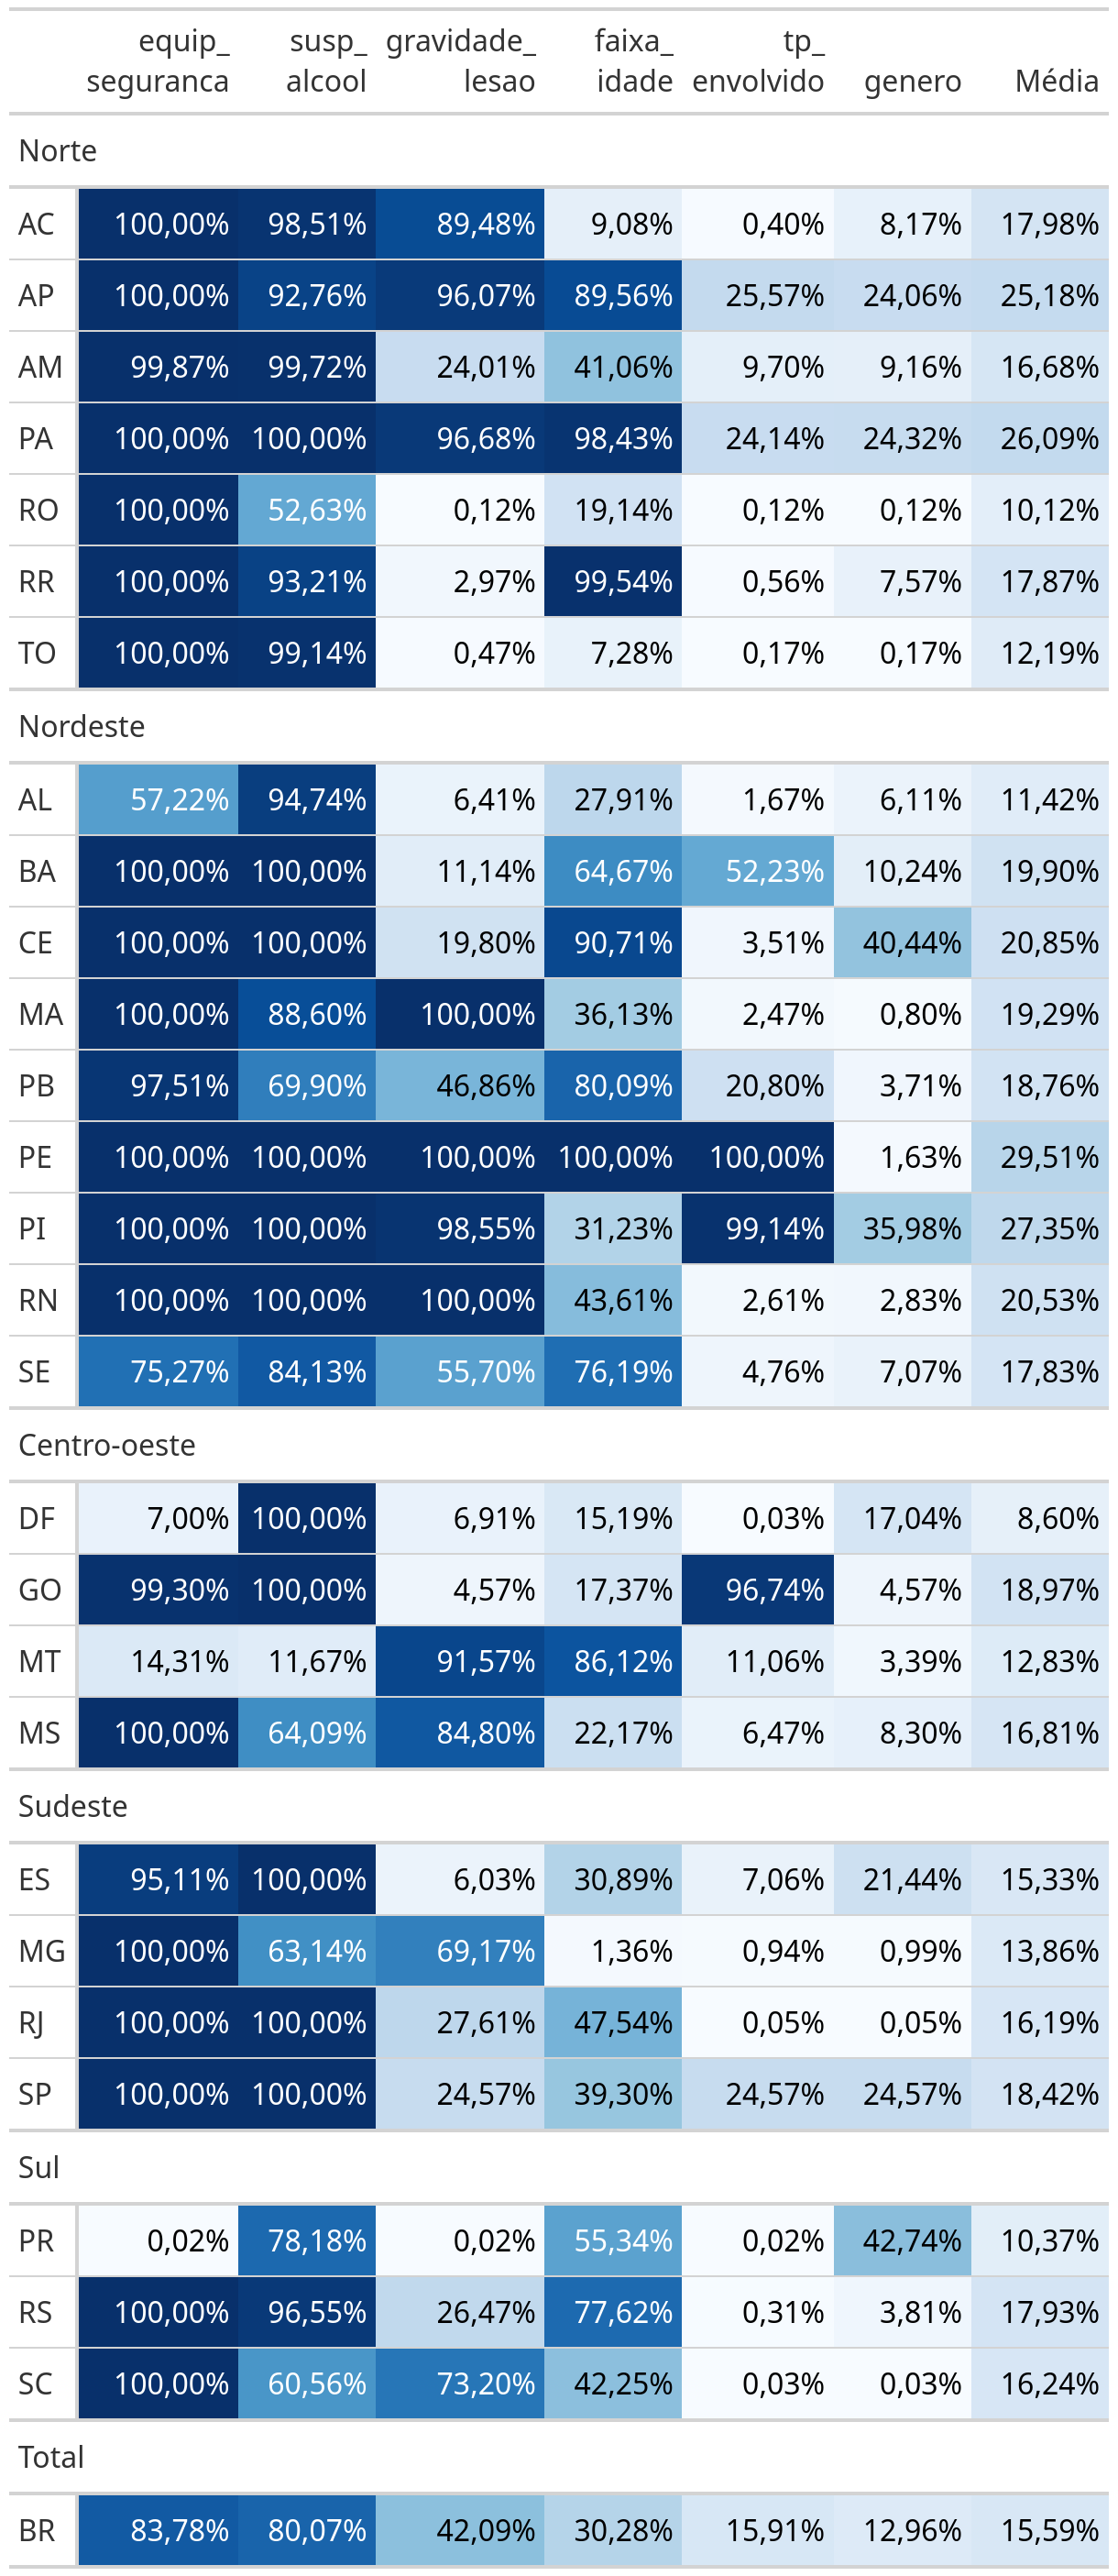 equip_ susp_ gravidade_ faixa_ tp_
seguranca alcool lesao idade envolvido genero Média
Norte
AC 100,00% 98,51% 89,48% 9,08% 0,40% 8,17% 17,98%
AP 100,00% 92,76% 96,07% 89,56% 25,57% 24,06% 25,18%
AM 99,87% 99,72% 24,01% 41,06% 9,70% 9,16% 16,68%
PA 100,00% 100,00% 96,68% 98,43% 24,14% 24,32% 26,09%
RO 100,00% 52,63% 0,12% 19,14% 0,12% 0,12% 10,12%
RR 100,00% 93,21% 2,97% 99,54% 0,56% 7,57% 17,87%
TO 100,00% 99,14% 0,47% 7,28% 0,17% 0,17% 12,19%
Nordeste
AL 57,22% 94,74% 6,41% 27,91% 1,67% 6,11% 11,42%
BA 100,00% 100,00% 11,14% 64,67% 52,23% 10,24% 19,90%
CE 100,00% 100,00% 19,80% 90,71% 3,51% 40,44% 20,85%
MA 100,00% 88,60% 100,00% 36,13% 2,47% 0,80% 19,29%
PB 97,51% 69,90% 46,86% 80,09% 20,80% 3,71% 18,76%
PE 100,00% 100,00% 100,00% 100,00% 100,00% 1,63% 29,51%
PI 100,00% 100,00% 98,55% 31,23% 99,14% 35,98% 27,35%
RN 100,00% 100,00% 100,00% 43,61% 2,61% 2,83% 20,53%
SE 75,27% 84,13% 55,70% 76,19% 4,76% 7,07% 17,83%
Centro-oeste
DF 7,00% 100,00% 6,91% 15,19% 0,03% 17,04% 8,60%
GO 99,30% 100,00% 4,57% 17,37% 96,74% 4,57% 18,97%
MT 14,31% 11,67% 91,57% 86,12% 11,06% 3,39% 12,83%
MS 100,00% 64,09% 84,80% 22,17% 6,47% 8,30% 16,81%
Sudeste
ES 95,11% 100,00% 6,03% 30,89% 7,06% 21,44% 15,33%
MG 100,00% 63,14% 69,17% 1,36% 0,94% 0,99% 13,86%
RJ 100,00% 100,00% 27,61% 47,54% 0,05% 0,05% 16,19%
SP 100,00% 100,00% 24,57% 39,30% 24,57% 24,57% 18,42%
Sul
PR 0,02% 78,18% 0,02% 55,34% 0,02% 42,74% 10,37%
RS 100,00% 96,55% 26,47% 77,62% 0,31% 3,81% 17,93%
SC 100,00% 60,56% 73,20% 42,25% 0,03% 0,03% 16,24%
Total
BR 83,78% 80,07% 42,09% 30,28% 15,91% 12,96% 15,59%